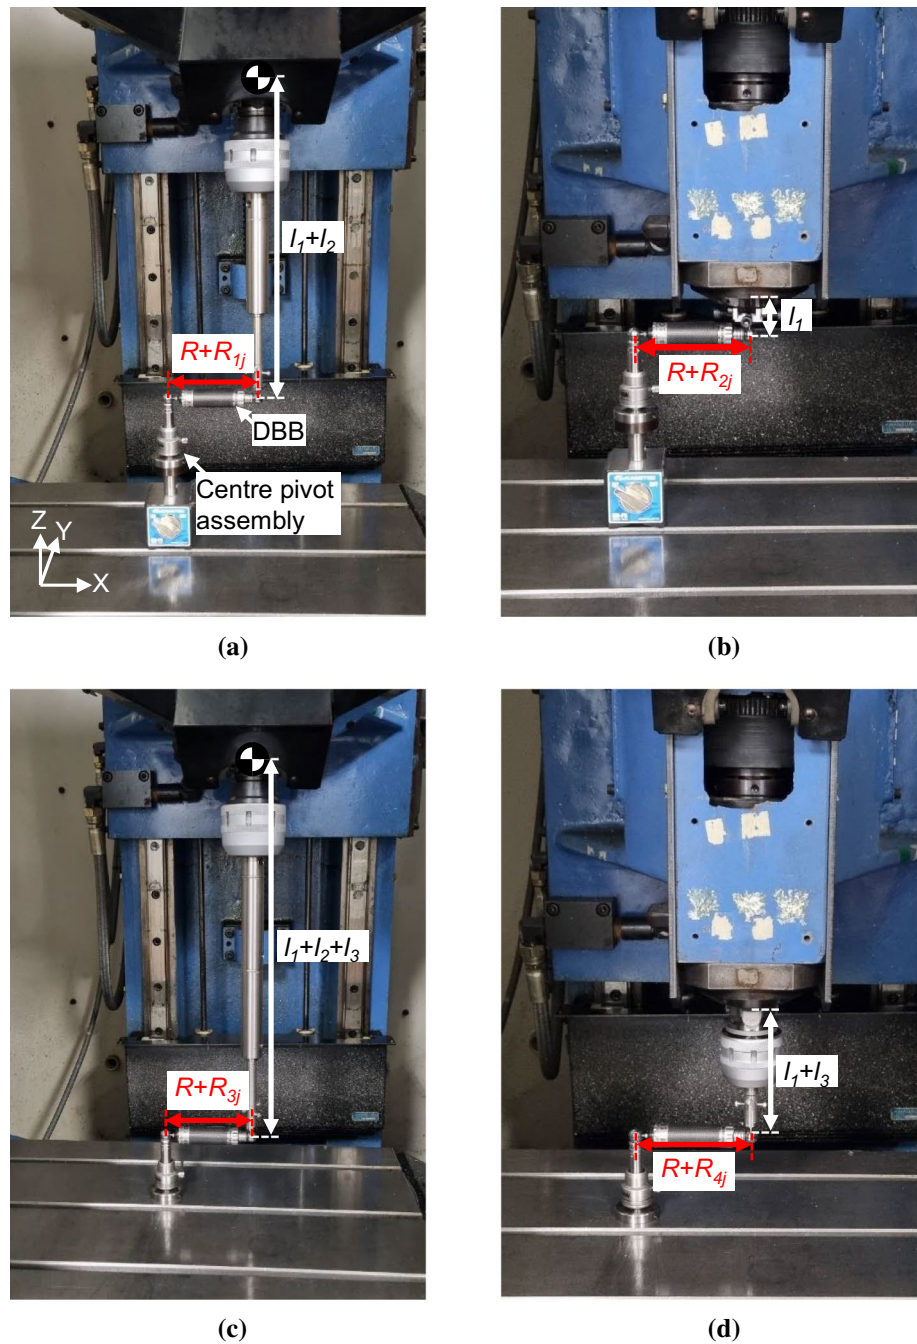 l₁+l₂
R+R₁ⱼ
DBB
Centre pivot
assembly
Z
Y
X
(a)
l₁
R+R₂ⱼ
(b)
l₁+l₂+l₃
R+R₃ⱼ
(c)
l₁+l₃
R+R₄ⱼ
(d)